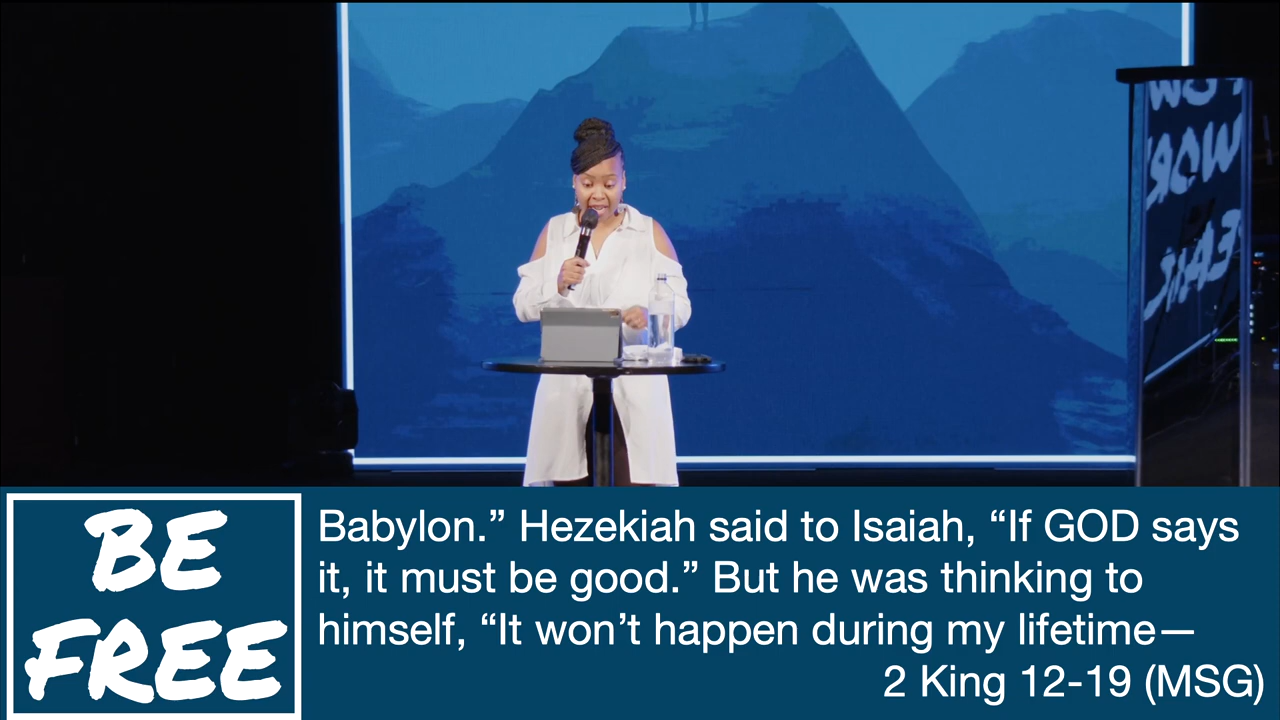 BE
FREE
Babylon.” Hezekiah said to Isaiah, “If GOD says
it, it must be good.” But he was thinking to
himself, “It won’t happen during my lifetime—
2 King 12-19 (MSG)